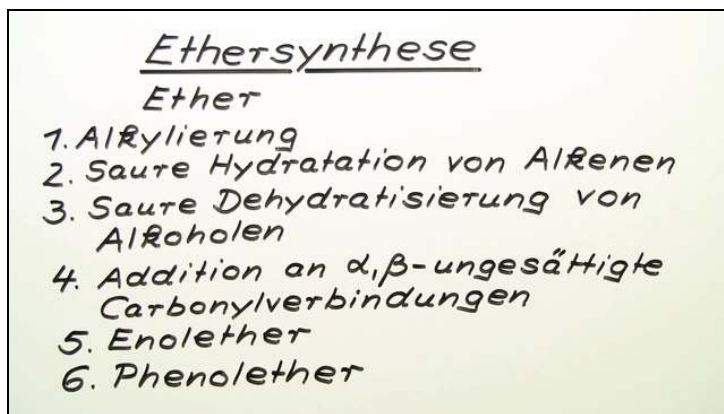 Ethersynthese
Ether
1. Alkylierung
2. Saure Hydratation von Alkenen
3. Saure Dehydratisierung von
Alkoholen
4. Addition an α,β-ungesättigte
Carbonylverbindungen
5. Enolether
6. Phenolether